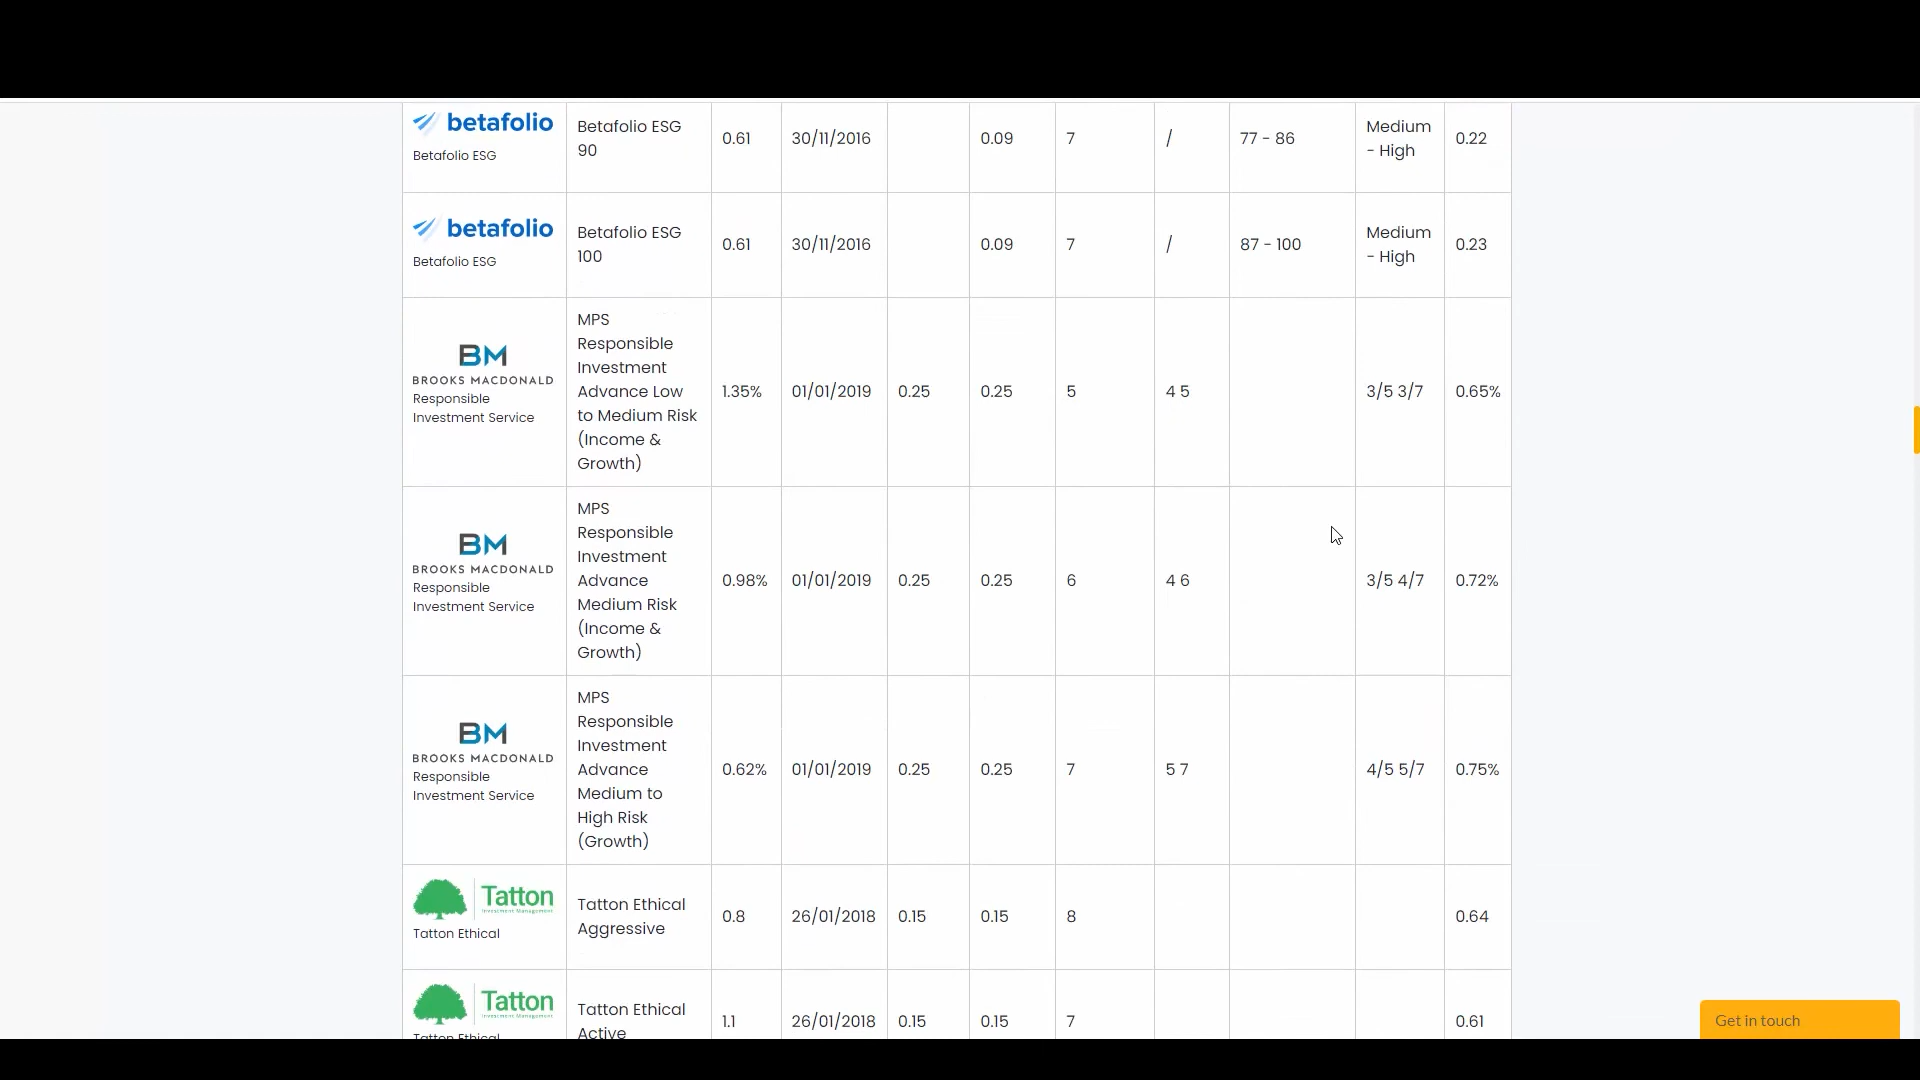 betafolio
Betafolio ESG
Betafolio ESG
90
0.61
30/11/2016
0.09
7
/
77 - 86
Medium
- High
0.22
betafolio
Betafolio ESG
Betafolio ESG
100
0.61
30/11/2016
0.09
7
/
87 - 100
Medium
- High
0.23
BM
BROOKS MACDONALD
Responsible
Investment Service
MPS
Responsible
Investment
Advance Low
to Medium Risk
(Income &
Growth)
1.35%
01/01/2019
0.25
0.25
5
4 5
3/5 3/7
0.65%
BM
BROOKS MACDONALD
Responsible
Investment Service
MPS
Responsible
Investment
Advance
Medium Risk
(Income &
Growth)
0.98%
01/01/2019
0.25
0.25
6
4 6
3/5 4/7
0.72%
BM
BROOKS MACDONALD
Responsible
Investment Service
MPS
Responsible
Investment
Advance
Medium to
High Risk
(Growth)
0.62%
01/01/2019
0.25
0.25
7
5 7
4/5 5/7
0.75%
Tatton
Investment Management
Tatton Ethical
Tatton Ethical
Aggressive
0.8
26/01/2018
0.15
0.15
8
0.64
Tatton
Investment Management
Tatton Ethical
Tatton Ethical
Active
1.1
26/01/2018
0.15
0.15
7
0.61
Get in touch